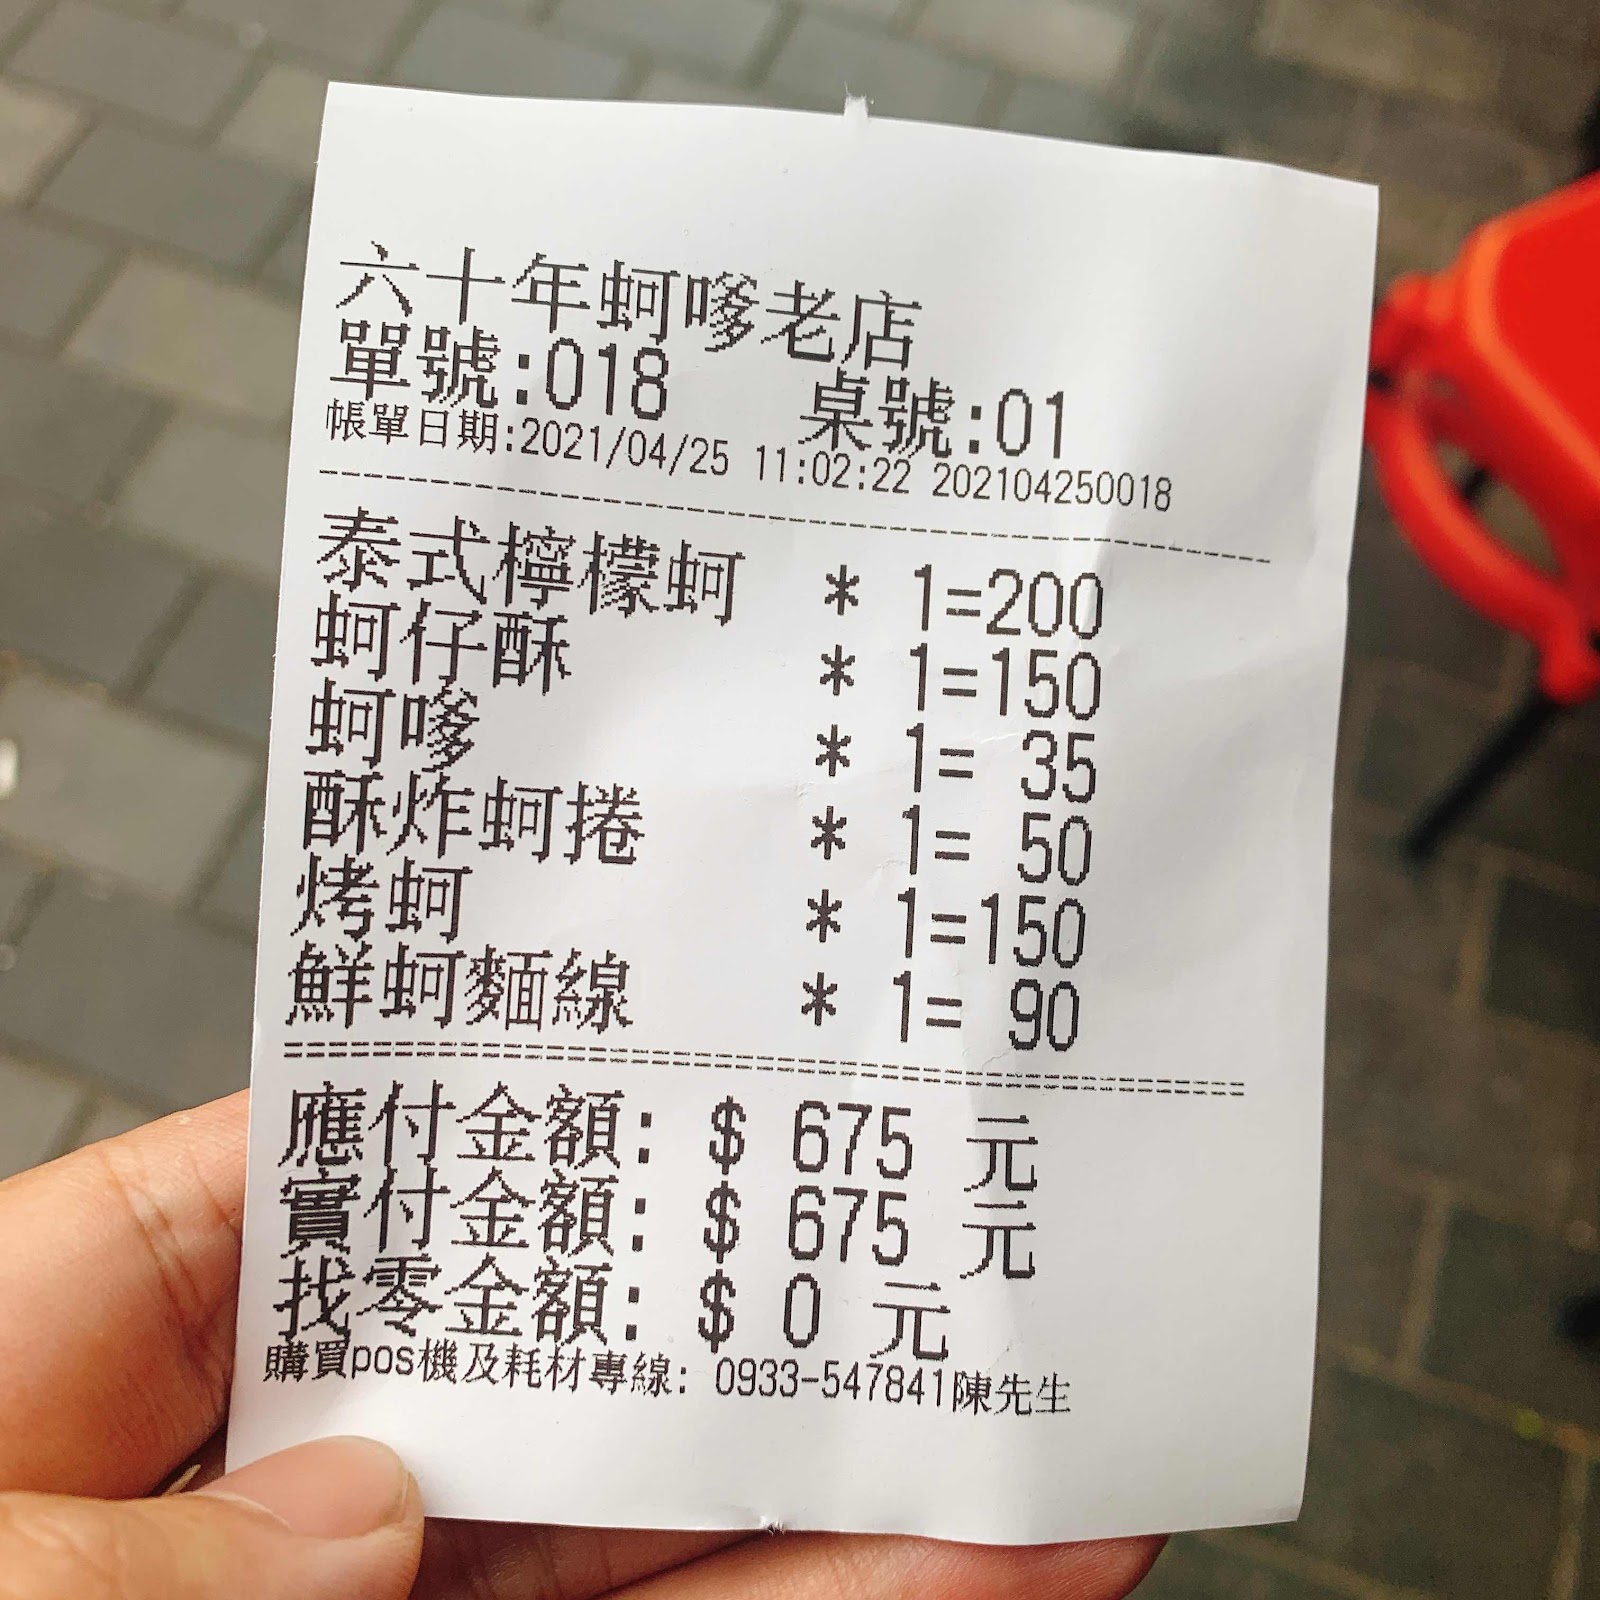 六十年蚵嗲老店
單號:018 桌號:01
帳單日期:2021/04/25 11:02:22 202104250018
泰式檸檬蚵 * 1=200
蚵仔酥 * 1=150
蚵嗲 * 1= 35
酥炸蚵捲 * 1= 50
烤蚵 * 1=150
鮮蚵麵線 * 1= 90
應付金額: $ 675 元
實付金額: $ 675 元
找零金額: $ 0 元
購買pos機及耗材專線: 0933-547841陳先生